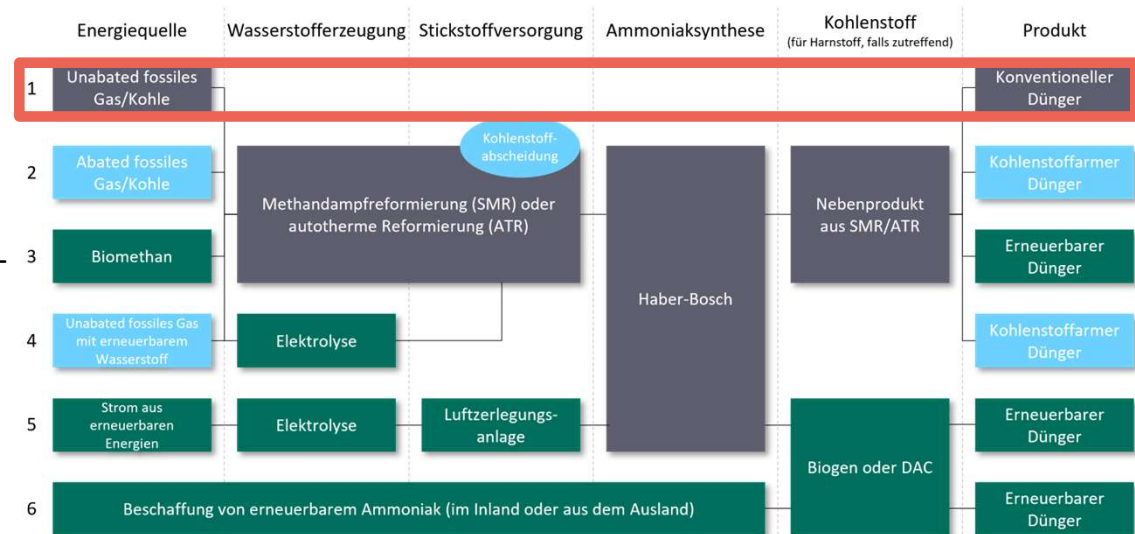 Energiequelle
Wasserstofferzeugung
Stickstoffversorgung
Ammoniaksynthese
Kohlenstoff
(für Harnstoff, falls zutreffend)
Produkt
1
Unabated fossiles
Gas/Kohle
Konventioneller
Dünger
2
Abated fossiles
Gas/Kohle
Methandampfreformierung (SMR) oder
autotherme Reformierung (ATR)
Kohlenstoff-
abscheidung
Haber-Bosch
Nebenprodukt
aus SMR/ATR
Kohlenstoffarmer
Dünger
3
Biomethan
Erneuerbarer
Dünger
4
Unabated fossiles Gas
mit erneuerbarem
Wasserstoff
Elektrolyse
Kohlenstoffarmer
Dünger
5
Strom aus
erneuerbaren
Energien
Elektrolyse
Luftzerlegungs-
anlage
Biogen oder DAC
Erneuerbarer
Dünger
6
Beschaffung von erneuerbarem Ammoniak (im Inland oder aus dem Ausland)
Erneuerbarer
Dünger